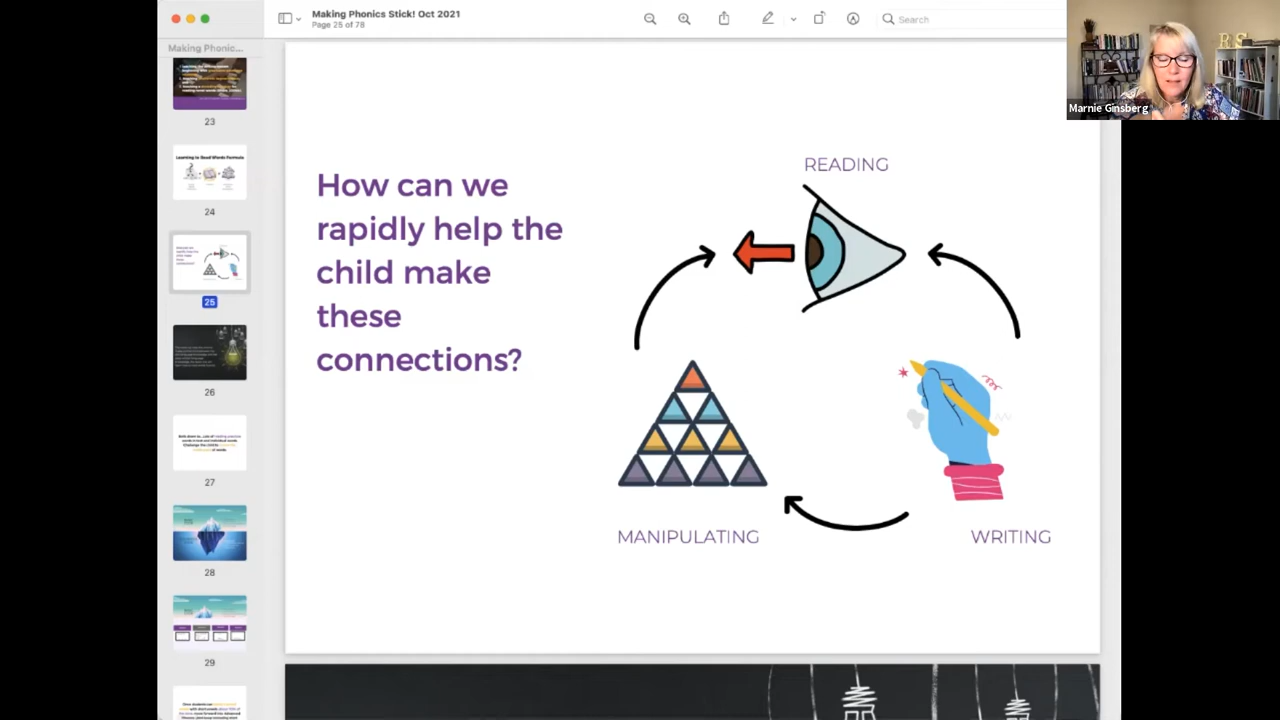 Making Phonics Stick! Oct 2021
Page 25 of 78
Search
Making Phonic...
Marnie Ginsberg
RS
23
Learning to Read Words Formula
24
25
26
27
28
29
How can we
rapidly help the
child make
these
connections?
READING
MANIPULATING
WRITING